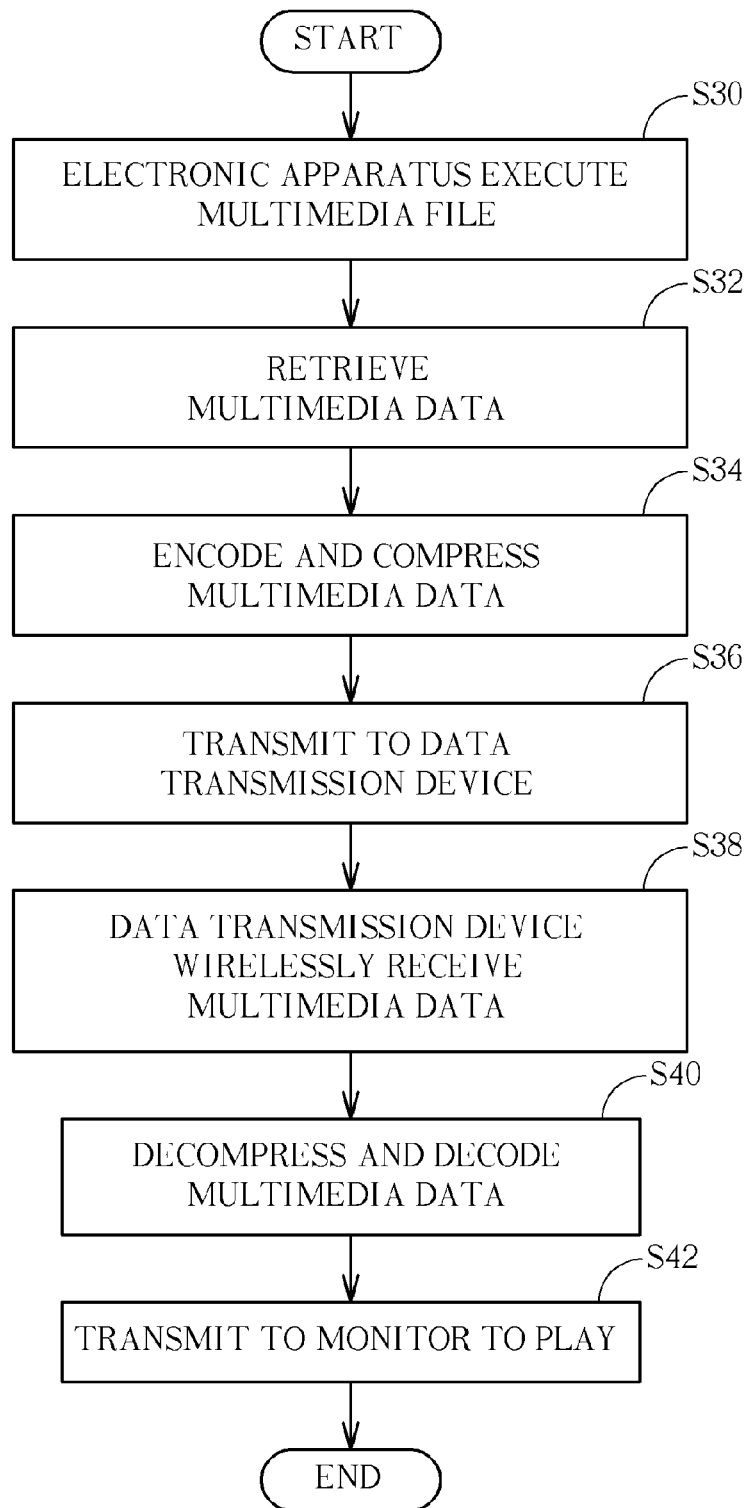 START
S30
ELECTRONIC APPARATUS EXECUTE
MULTIMEDIA FILE
S32
RETRIEVE
MULTIMEDIA DATA
S34
ENCODE AND COMPRESS
MULTIMEDIA DATA
S36
TRANSMIT TO DATA
TRANSMISSION DEVICE
S38
DATA TRANSMISSION DEVICE
WIRELESSLY RECEIVE
MULTIMEDIA DATA
S40
DECOMPRESS AND DECODE
MULTIMEDIA DATA
S42
TRANSMIT TO MONITOR TO PLAY
END